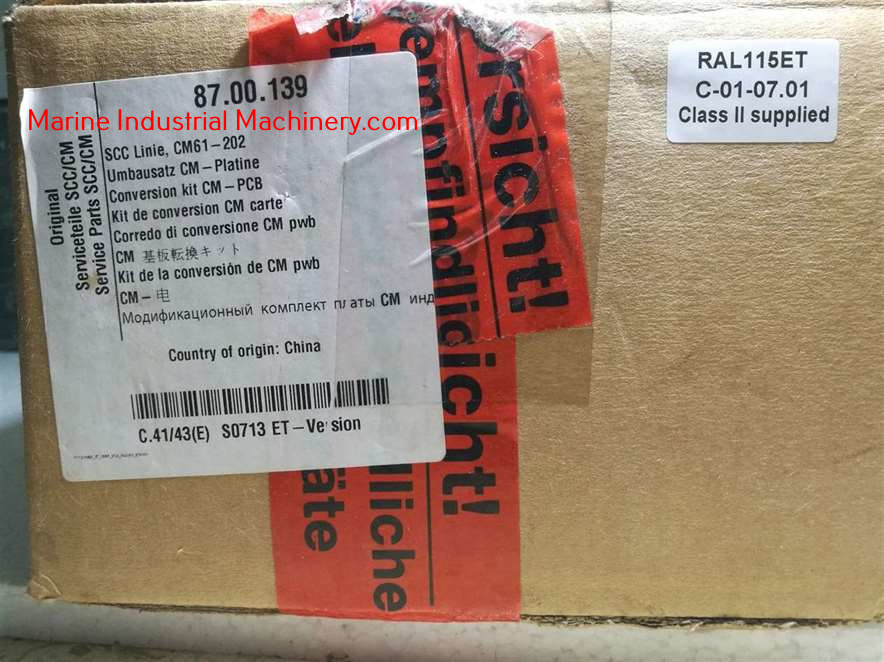 87.00.139
Marine Industrial Machinery.com
Original
Serviceteile SCC/CM
Service Parts SCC/CM
SCC Linie, CM61-202
Umbausatz CM-Platine
Conversion kit CM-PCB
Kit de conversion CM carte
Corredo di conversione CM pwb
CM 基板転換キット
Kit de la conversión de CM pwb
CM-电
Модификационный комплект платы CM инд
Country of origin: China
C.41/43(E) S0713 ET-Version
RAL115ET
C-01-07.01
Class II supplied
orsicht!
empfindli
icht!
dliche
äte